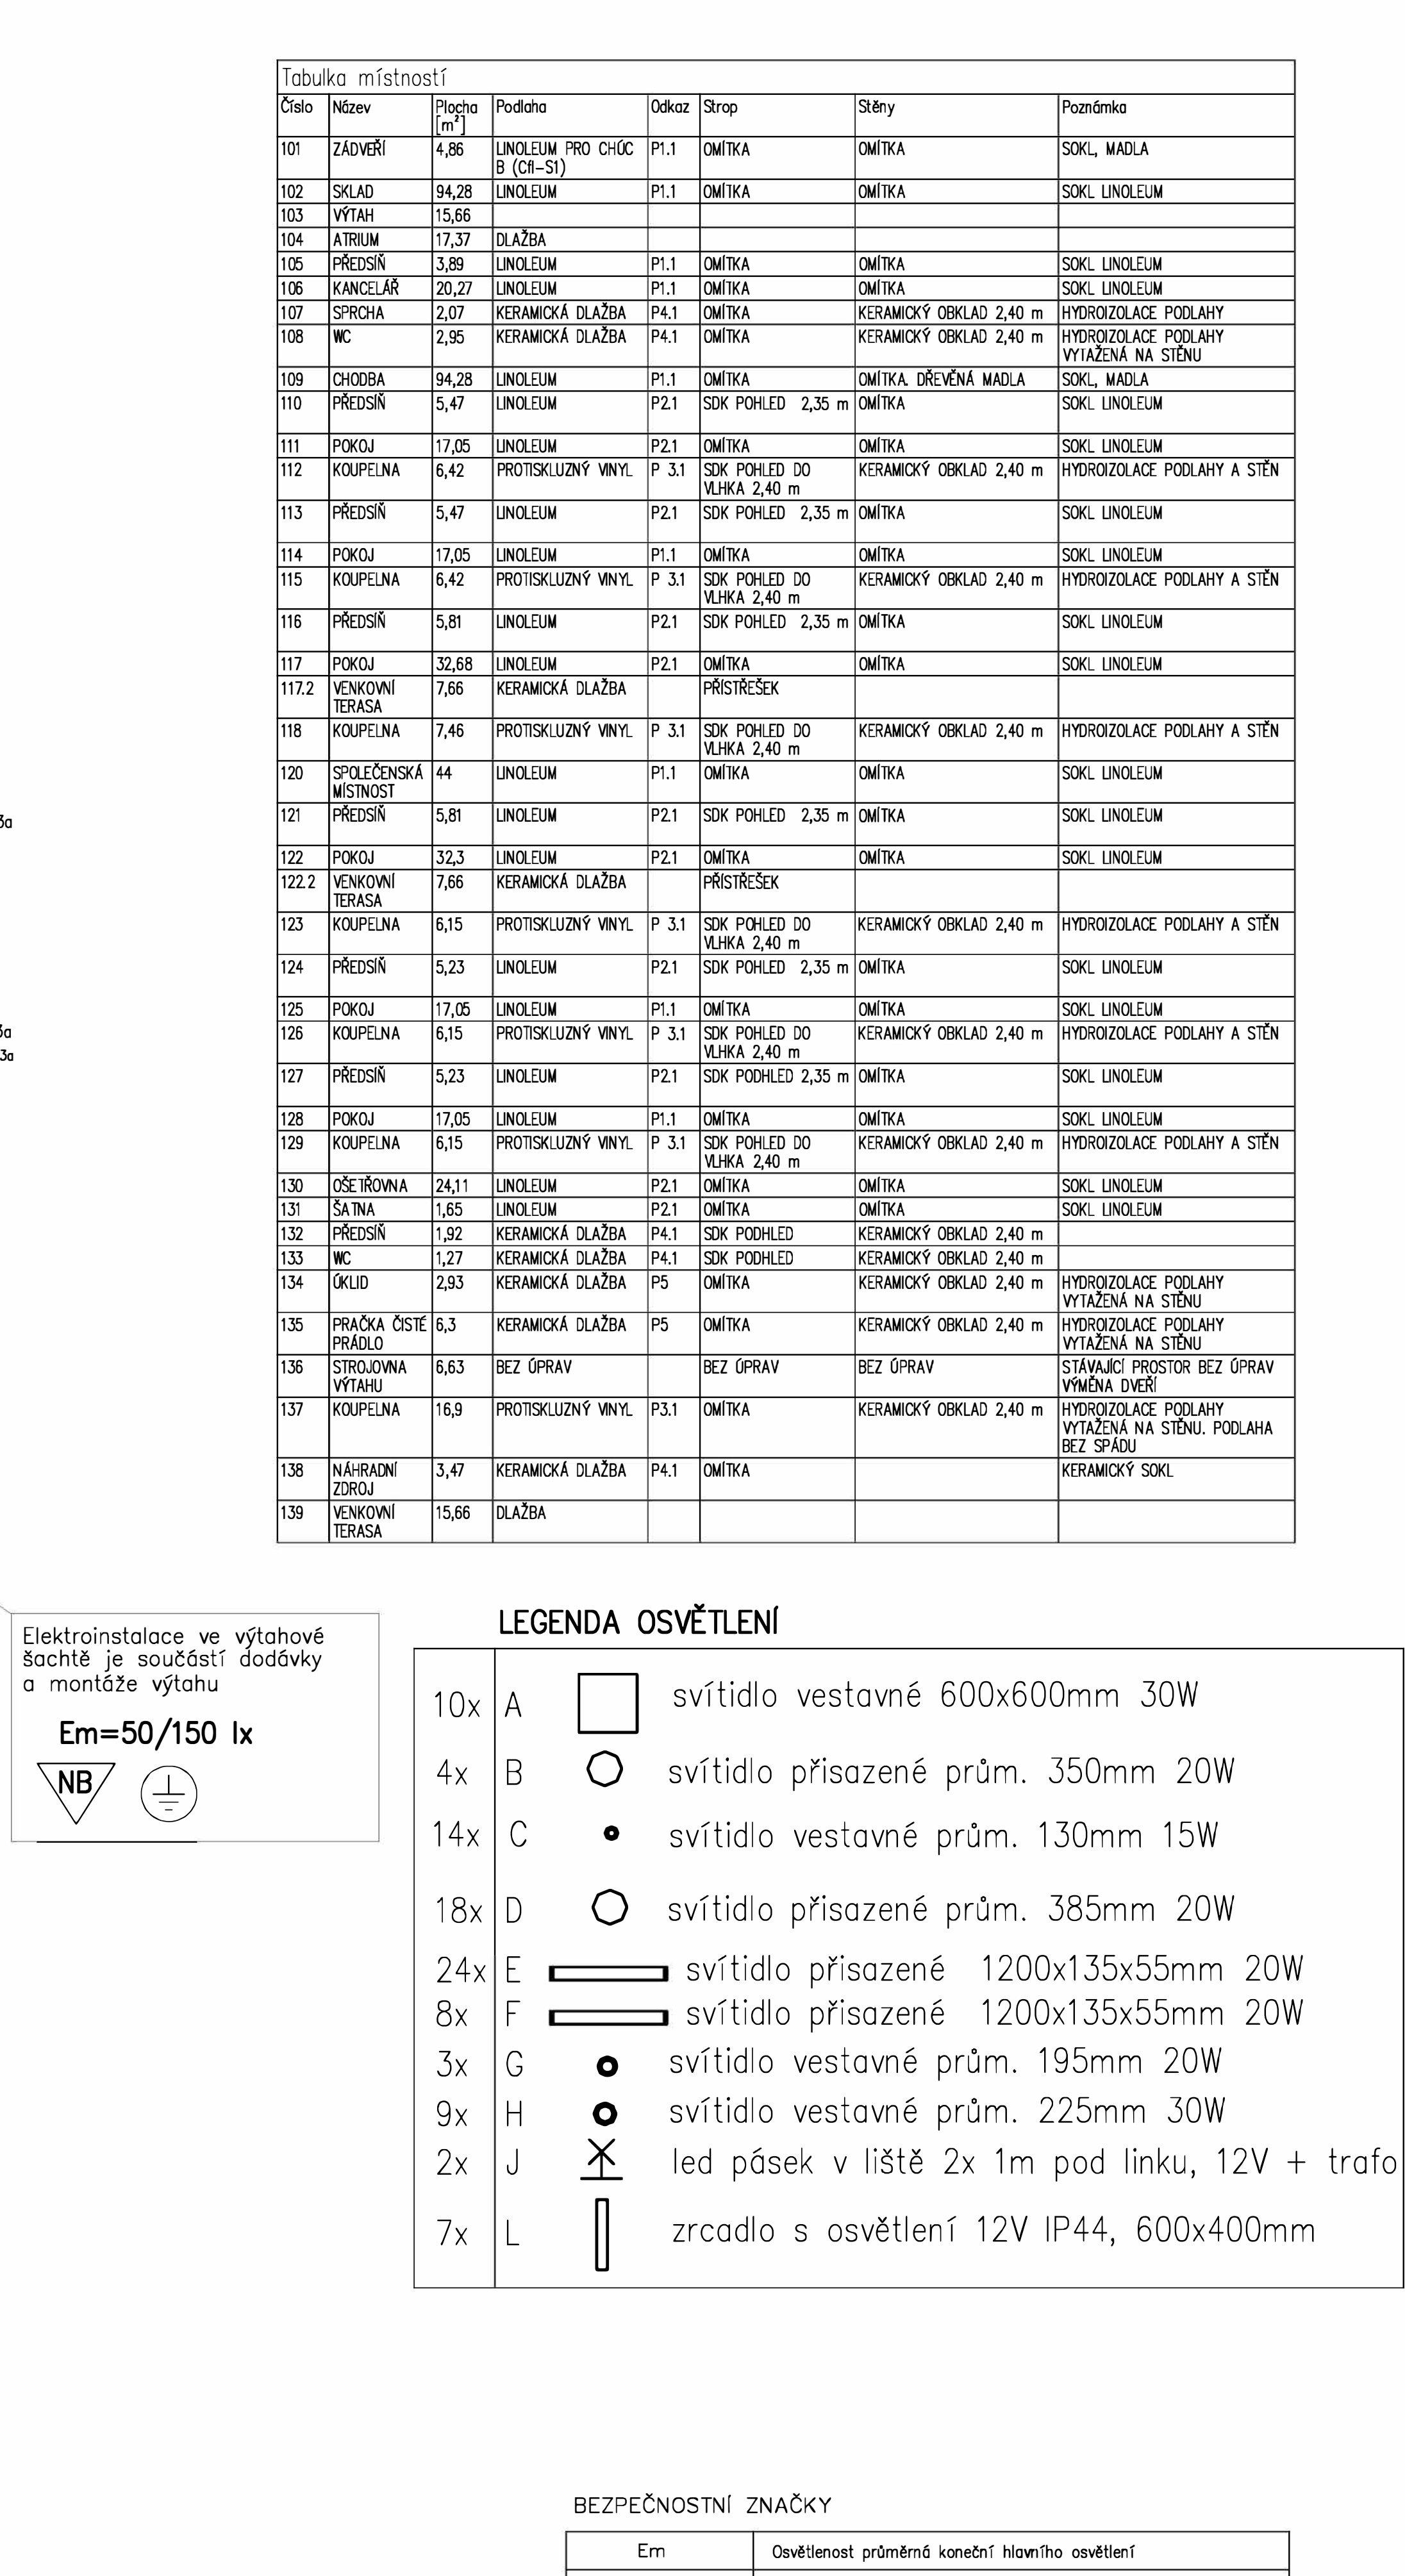 Tabulka místností
Číslo Název Plocha [m²] Podlaha Odkaz Strop Stěny Poznámka
101 ZÁDVEŘÍ 4,86 LINOLEUM PRO CHÚC B (Cfl-S1) P1.1 OMÍTKA OMÍTKA SOKL, MADLA
102 SKLAD 94,28 LINOLEUM P1.1 OMÍTKA OMÍTKA SOKL LINOLEUM
103 VÝTAH 15,66
104 ATRIUM 17,37 DLAŽBA
105 PŘEDSÍŇ 3,89 LINOLEUM P1.1 OMÍTKA OMÍTKA SOKL LINOLEUM
106 KANCELÁŘ 20,27 LINOLEUM P1.1 OMÍTKA OMÍTKA SOKL LINOLEUM
107 SPRCHA 2,07 KERAMICKÁ DLAŽBA P4.1 OMÍTKA KERAMICKÝ OBKLAD 2,40 m HYDROIZOLACE PODLAHY
108 WC 2,95 KERAMICKÁ DLAŽBA P4.1 OMÍTKA KERAMICKÝ OBKLAD 2,40 m HYDROIZOLACE PODLAHY VYTAŽENÁ NA STĚNU
109 CHODBA 94,28 LINOLEUM P1.1 OMÍTKA OMÍTKA. DŘEVĚNÁ MADLA SOKL, MADLA
110 PŘEDSÍŇ 5,47 LINOLEUM P2.1 SDK POHLED 2,35 m OMÍTKA SOKL LINOLEUM
111 POKOJ 17,05 LINOLEUM P2.1 OMÍTKA OMÍTKA SOKL LINOLEUM
112 KOUPELNA 6,42 PROTISKLUZNÝ VINYL P 3.1 SDK POHLED DO VLHKA 2,40 m KERAMICKÝ OBKLAD 2,40 m HYDROIZOLACE PODLAHY A STĚN
113 PŘEDSÍŇ 5,47 LINOLEUM P2.1 SDK POHLED 2,35 m OMÍTKA SOKL LINOLEUM
114 POKOJ 17,05 LINOLEUM P1.1 OMÍTKA OMÍTKA SOKL LINOLEUM
115 KOUPELNA 6,42 PROTISKLUZNÝ VINYL P 3.1 SDK POHLED DO VLHKA 2,40 m KERAMICKÝ OBKLAD 2,40 m HYDROIZOLACE PODLAHY A STĚN
116 PŘEDSÍŇ 5,81 LINOLEUM P2.1 SDK POHLED 2,35 m OMÍTKA SOKL LINOLEUM
117 POKOJ 32,68 LINOLEUM P2.1 OMÍTKA OMÍTKA SOKL LINOLEUM
117.2 VENKOVNÍ TERASA 7,66 KERAMICKÁ DLAŽBA PŘÍSTŘEŠEK
118 KOUPELNA 7,46 PROTISKLUZNÝ VINYL P 3.1 SDK POHLED DO VLHKA 2,40 m KERAMICKÝ OBKLAD 2,40 m HYDROIZOLACE PODLAHY A STĚN
120 SPOLEČENSKÁ MÍSTNOST 44 LINOLEUM P1.1 OMÍTKA OMÍTKA SOKL LINOLEUM
121 PŘEDSÍŇ 5,81 LINOLEUM P2.1 SDK POHLED 2,35 m OMÍTKA SOKL LINOLEUM
3a
122 POKOJ 32,3 LINOLEUM P2.1 OMÍTKA OMÍTKA SOKL LINOLEUM
122.2 VENKOVNÍ TERASA 7,66 KERAMICKÁ DLAŽBA PŘÍSTŘEŠEK
123 KOUPELNA 6,15 PROTISKLUZNÝ VINYL P 3.1 SDK POHLED DO VLHKA 2,40 m KERAMICKÝ OBKLAD 2,40 m HYDROIZOLACE PODLAHY A STĚN
124 PŘEDSÍŇ 5,23 LINOLEUM P2.1 SDK POHLED 2,35 m OMÍTKA SOKL LINOLEUM
125 POKOJ 17,05 LINOLEUM P1.1 OMÍTKA OMÍTKA SOKL LINOLEUM
3a
126 KOUPELNA 6,15 PROTISKLUZNÝ VINYL P 3.1 SDK POHLED DO VLHKA 2,40 m KERAMICKÝ OBKLAD 2,40 m HYDROIZOLACE PODLAHY A STĚN
3a
127 PŘEDSÍŇ 5,23 LINOLEUM P2.1 SDK PODHLED 2,35 m OMÍTKA SOKL LINOLEUM
128 POKOJ 17,05 LINOLEUM P1.1 OMÍTKA OMÍTKA SOKL LINOLEUM
129 KOUPELNA 6,15 PROTISKLUZNÝ VINYL P 3.1 SDK POHLED DO VLHKA 2,40 m KERAMICKÝ OBKLAD 2,40 m HYDROIZOLACE PODLAHY A STĚN
130 OŠETŘOVNA 24,11 LINOLEUM P2.1 OMÍTKA OMÍTKA SOKL LINOLEUM
131 ŠATNA 1,65 LINOLEUM P2.1 OMÍTKA OMÍTKA SOKL LINOLEUM
132 PŘEDSÍŇ 1,92 KERAMICKÁ DLAŽBA P4.1 SDK PODHLED KERAMICKÝ OBKLAD 2,40 m
133 WC 1,27 KERAMICKÁ DLAŽBA P4.1 SDK PODHLED KERAMICKÝ OBKLAD 2,40 m
134 ÚKLID 2,93 KERAMICKÁ DLAŽBA P5 OMÍTKA KERAMICKÝ OBKLAD 2,40 m HYDROIZOLACE PODLAHY VYTAŽENÁ NA STĚNU
135 PRAČKA ČISTÉ PRÁDLO 6,3 KERAMICKÁ DLAŽBA P5 OMÍTKA KERAMICKÝ OBKLAD 2,40 m HYDROIZOLACE PODLAHY VYTAŽENÁ NA STĚNU
136 STROJOVNA VÝTAHU 6,63 BEZ ÚPRAV BEZ ÚPRAV BEZ ÚPRAV STÁVAJÍCÍ PROSTOR BEZ ÚPRAV VÝMĚNA DVEŘÍ
137 KOUPELNA 16,9 PROTISKLUZNÝ VINYL P3.1 OMÍTKA KERAMICKÝ OBKLAD 2,40 m HYDROIZOLACE PODLAHY VYTAŽENÁ NA STĚNU. PODLAHA BEZ SPÁDU
138 NÁHRADNÍ ZDROJ 3,47 KERAMICKÁ DLAŽBA P4.1 OMÍTKA KERAMICKÝ SOKL
139 VENKOVNÍ TERASA 15,66 DLAŽBA
Elektroinstalace ve výtahové
šachtě je součástí dodávky
a montáže výtahu
Em=50/150 lx
NB
LEGENDA OSVĚTLENÍ
10x A svítidlo vestavné 600x600mm 30W
4x B svítidlo přisazené prům. 350mm 20W
14x C svítidlo vestavné prům. 130mm 15W
18x D svítidlo přisazené prům. 385mm 20W
24x E svítidlo přisazené 1200x135x55mm 20W
8x F svítidlo přisazené 1200x135x55mm 20W
3x G svítidlo vestavné prům. 195mm 20W
9x H svítidlo vestavné prům. 225mm 30W
2x J led pásek v liště 2x 1m pod linku, 12V + trafo
7x L zrcadlo s osvětlení 12V IP44, 600x400mm
BEZPEČNOSTNÍ ZNAČKY
Em Osvětlenost průměrná koneční hlavního osvětlení